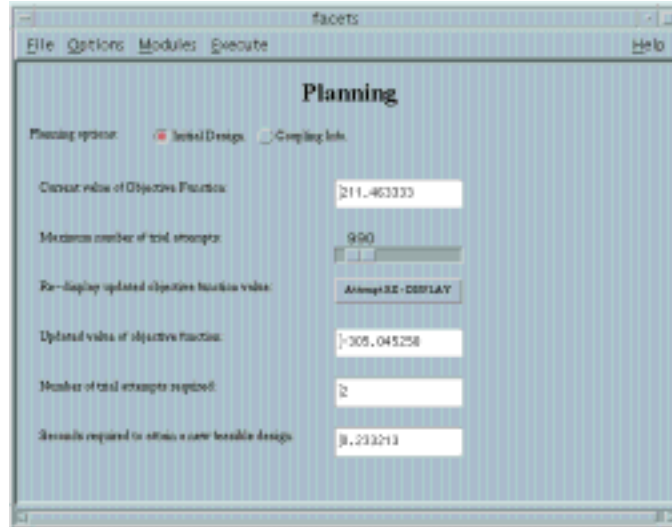 facets
File Options Modules Execute Help
Planning
Planning options: Initial Design Coupling Info.
Current value of Objective Function:
211.463333
Maximum number of trial attempts:
990
Re-display updated objective function value:
Attempt RE-DISPLAY
Updated value of objective function:
-305.045250
Number of trial attempts required:
2
Seconds required to attain a new feasible design:
0.233213